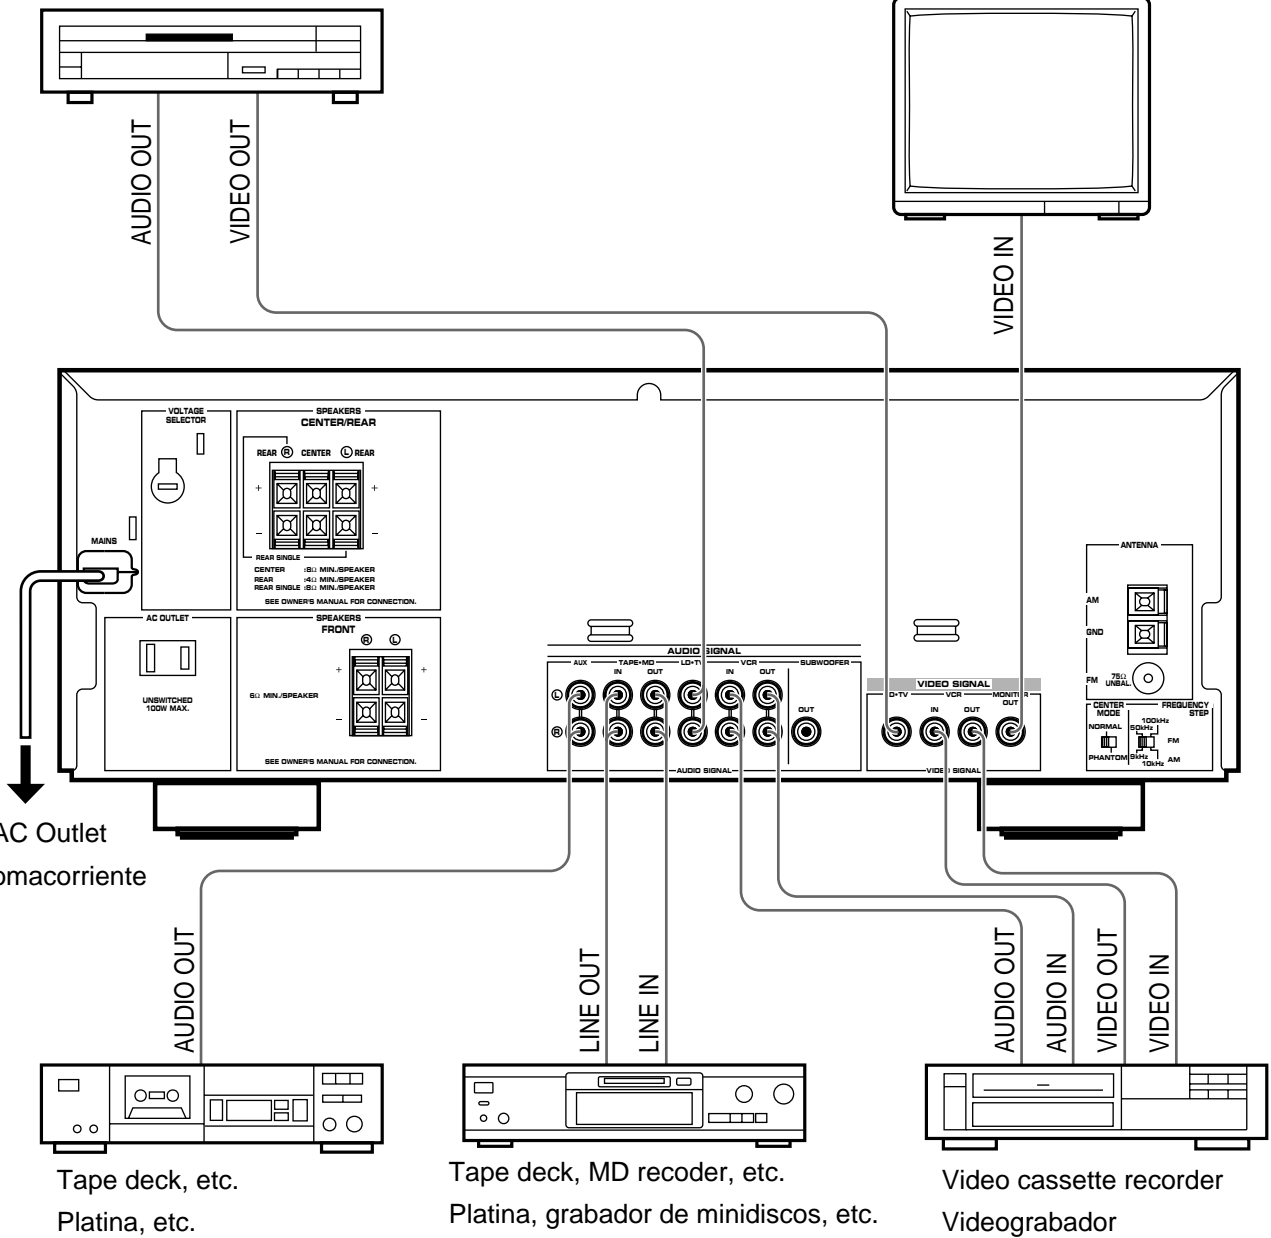 AUDIO OUT
VIDEO OUT
VIDEO IN
VOLTAGE SELECTOR
SPEAKERS
CENTER/REAR
REAR R CENTER L REAR
+ +
– –
REAR SINGLE
CENTER :8Ω MIN./SPEAKER
REAR :4Ω MIN./SPEAKER
REAR SINGLE :8Ω MIN./SPEAKER
SEE OWNER'S MANUAL FOR CONNECTION.
MAINS
AC OUTLET
UNSWITCHED
100W MAX.
SPEAKERS
FRONT
R L
+ +
6Ω MIN./SPEAKER
– –
SEE OWNER'S MANUAL FOR CONNECTION.
AUDIO SIGNAL
AUX TAPE•MD LD•TV VCR SUBWOOFER
IN OUT IN OUT
L
OUT
R
AUDIO SIGNAL
VIDEO SIGNAL
D•TV VCR MONITOR OUT
IN OUT
VIDEO SIGNAL
ANTENNA
AM
GND
FM 75Ω UNBAL.
CENTER MODE
NORMAL
PHANTOM
FREQUENCY STEP
100kHz
50kHz
FM
9kHz
10kHz
AM
AC Outlet
omacorriente
AUDIO OUT
LINE OUT
LINE IN
AUDIO OUT
AUDIO IN
VIDEO OUT
VIDEO IN
Tape deck, etc.
Platina, etc.
Tape deck, MD recoder, etc.
Platina, grabador de minidiscos, etc.
Video cassette recorder
Videograbador